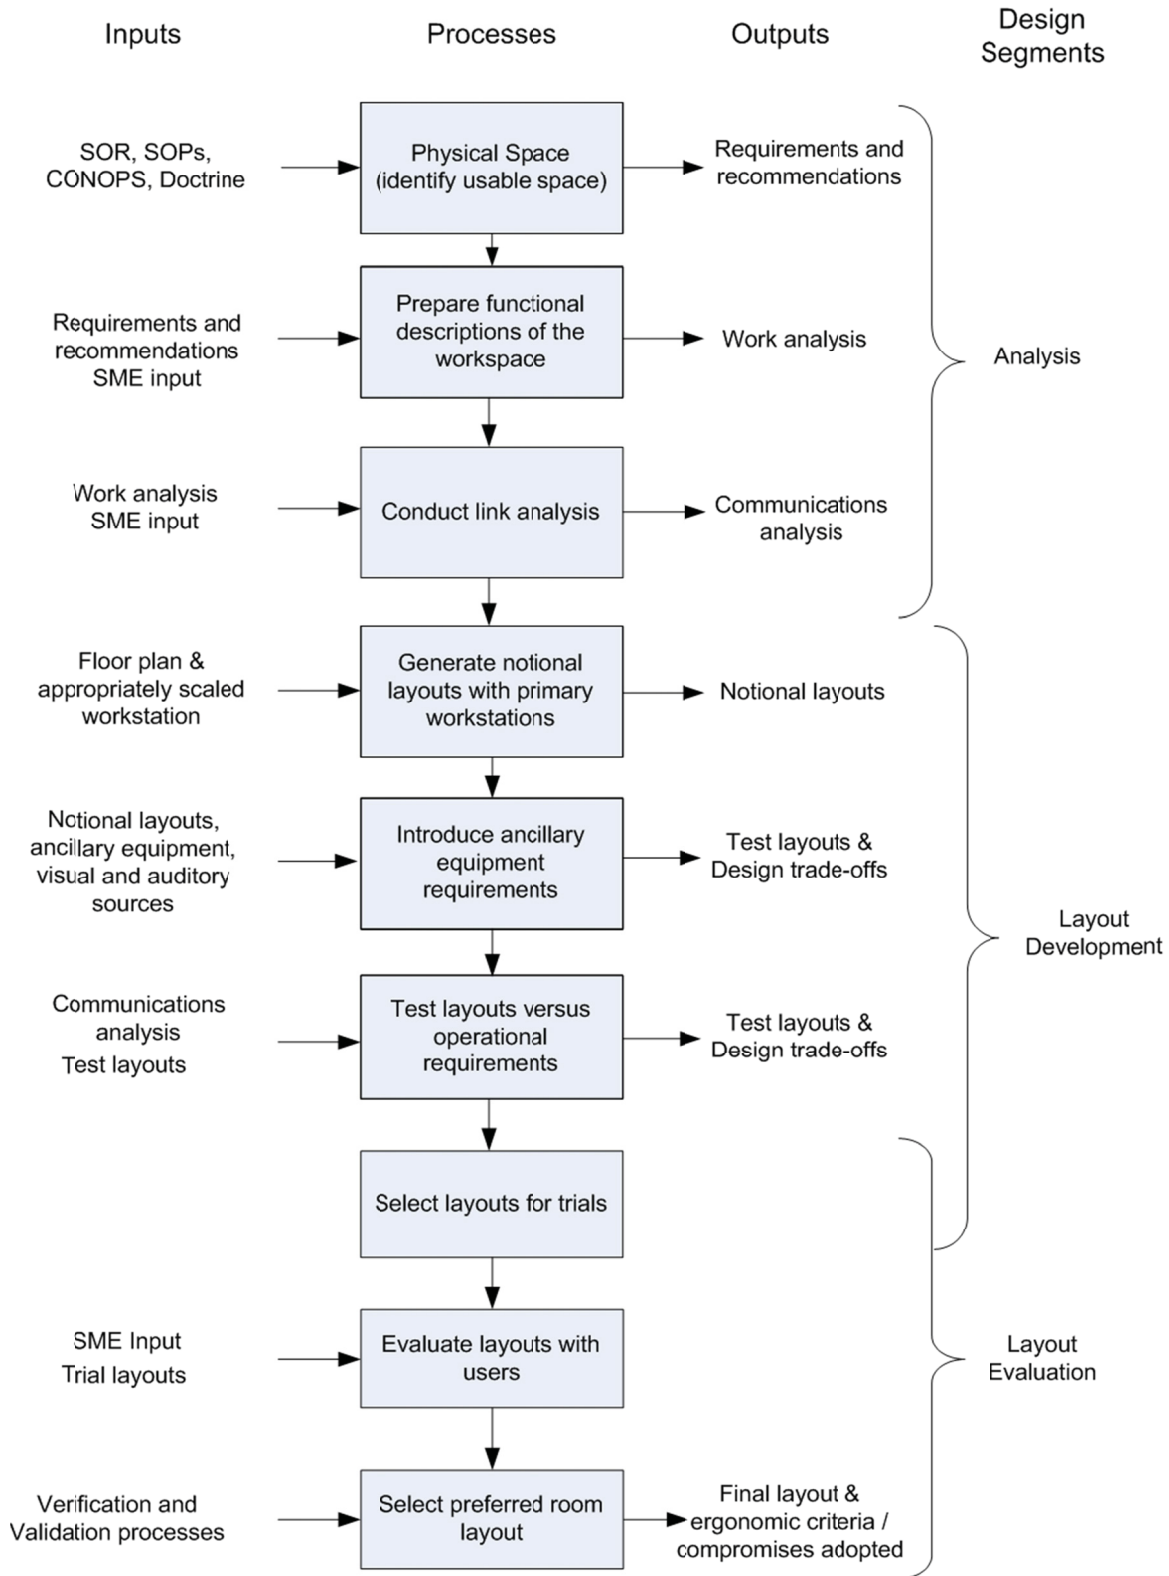 Inputs
Processes
Outputs
Design
Segments
SOR, SOPs,
CONOPS, Doctrine
Physical Space
(identify usable space)
Requirements and
recommendations
Requirements and
recommendations
SME input
Prepare functional
descriptions of the
workspace
Work analysis
Analysis
Work analysis
SME input
Conduct link analysis
Communications
analysis
Floor plan &
appropriately scaled
workstation
Generate notional
layouts with primary
workstations
Notional layouts
Notional layouts,
ancillary equipment,
visual and auditory
sources
Introduce ancillary
equipment
requirements
Test layouts &
Design trade-offs
Layout
Development
Communications
analysis
Test layouts
Test layouts versus
operational
requirements
Test layouts &
Design trade-offs
Select layouts for trials
SME Input
Trial layouts
Evaluate layouts with
users
Layout
Evaluation
Verification and
Validation processes
Select preferred room
layout
Final layout &
ergonomic criteria /
compromises adopted